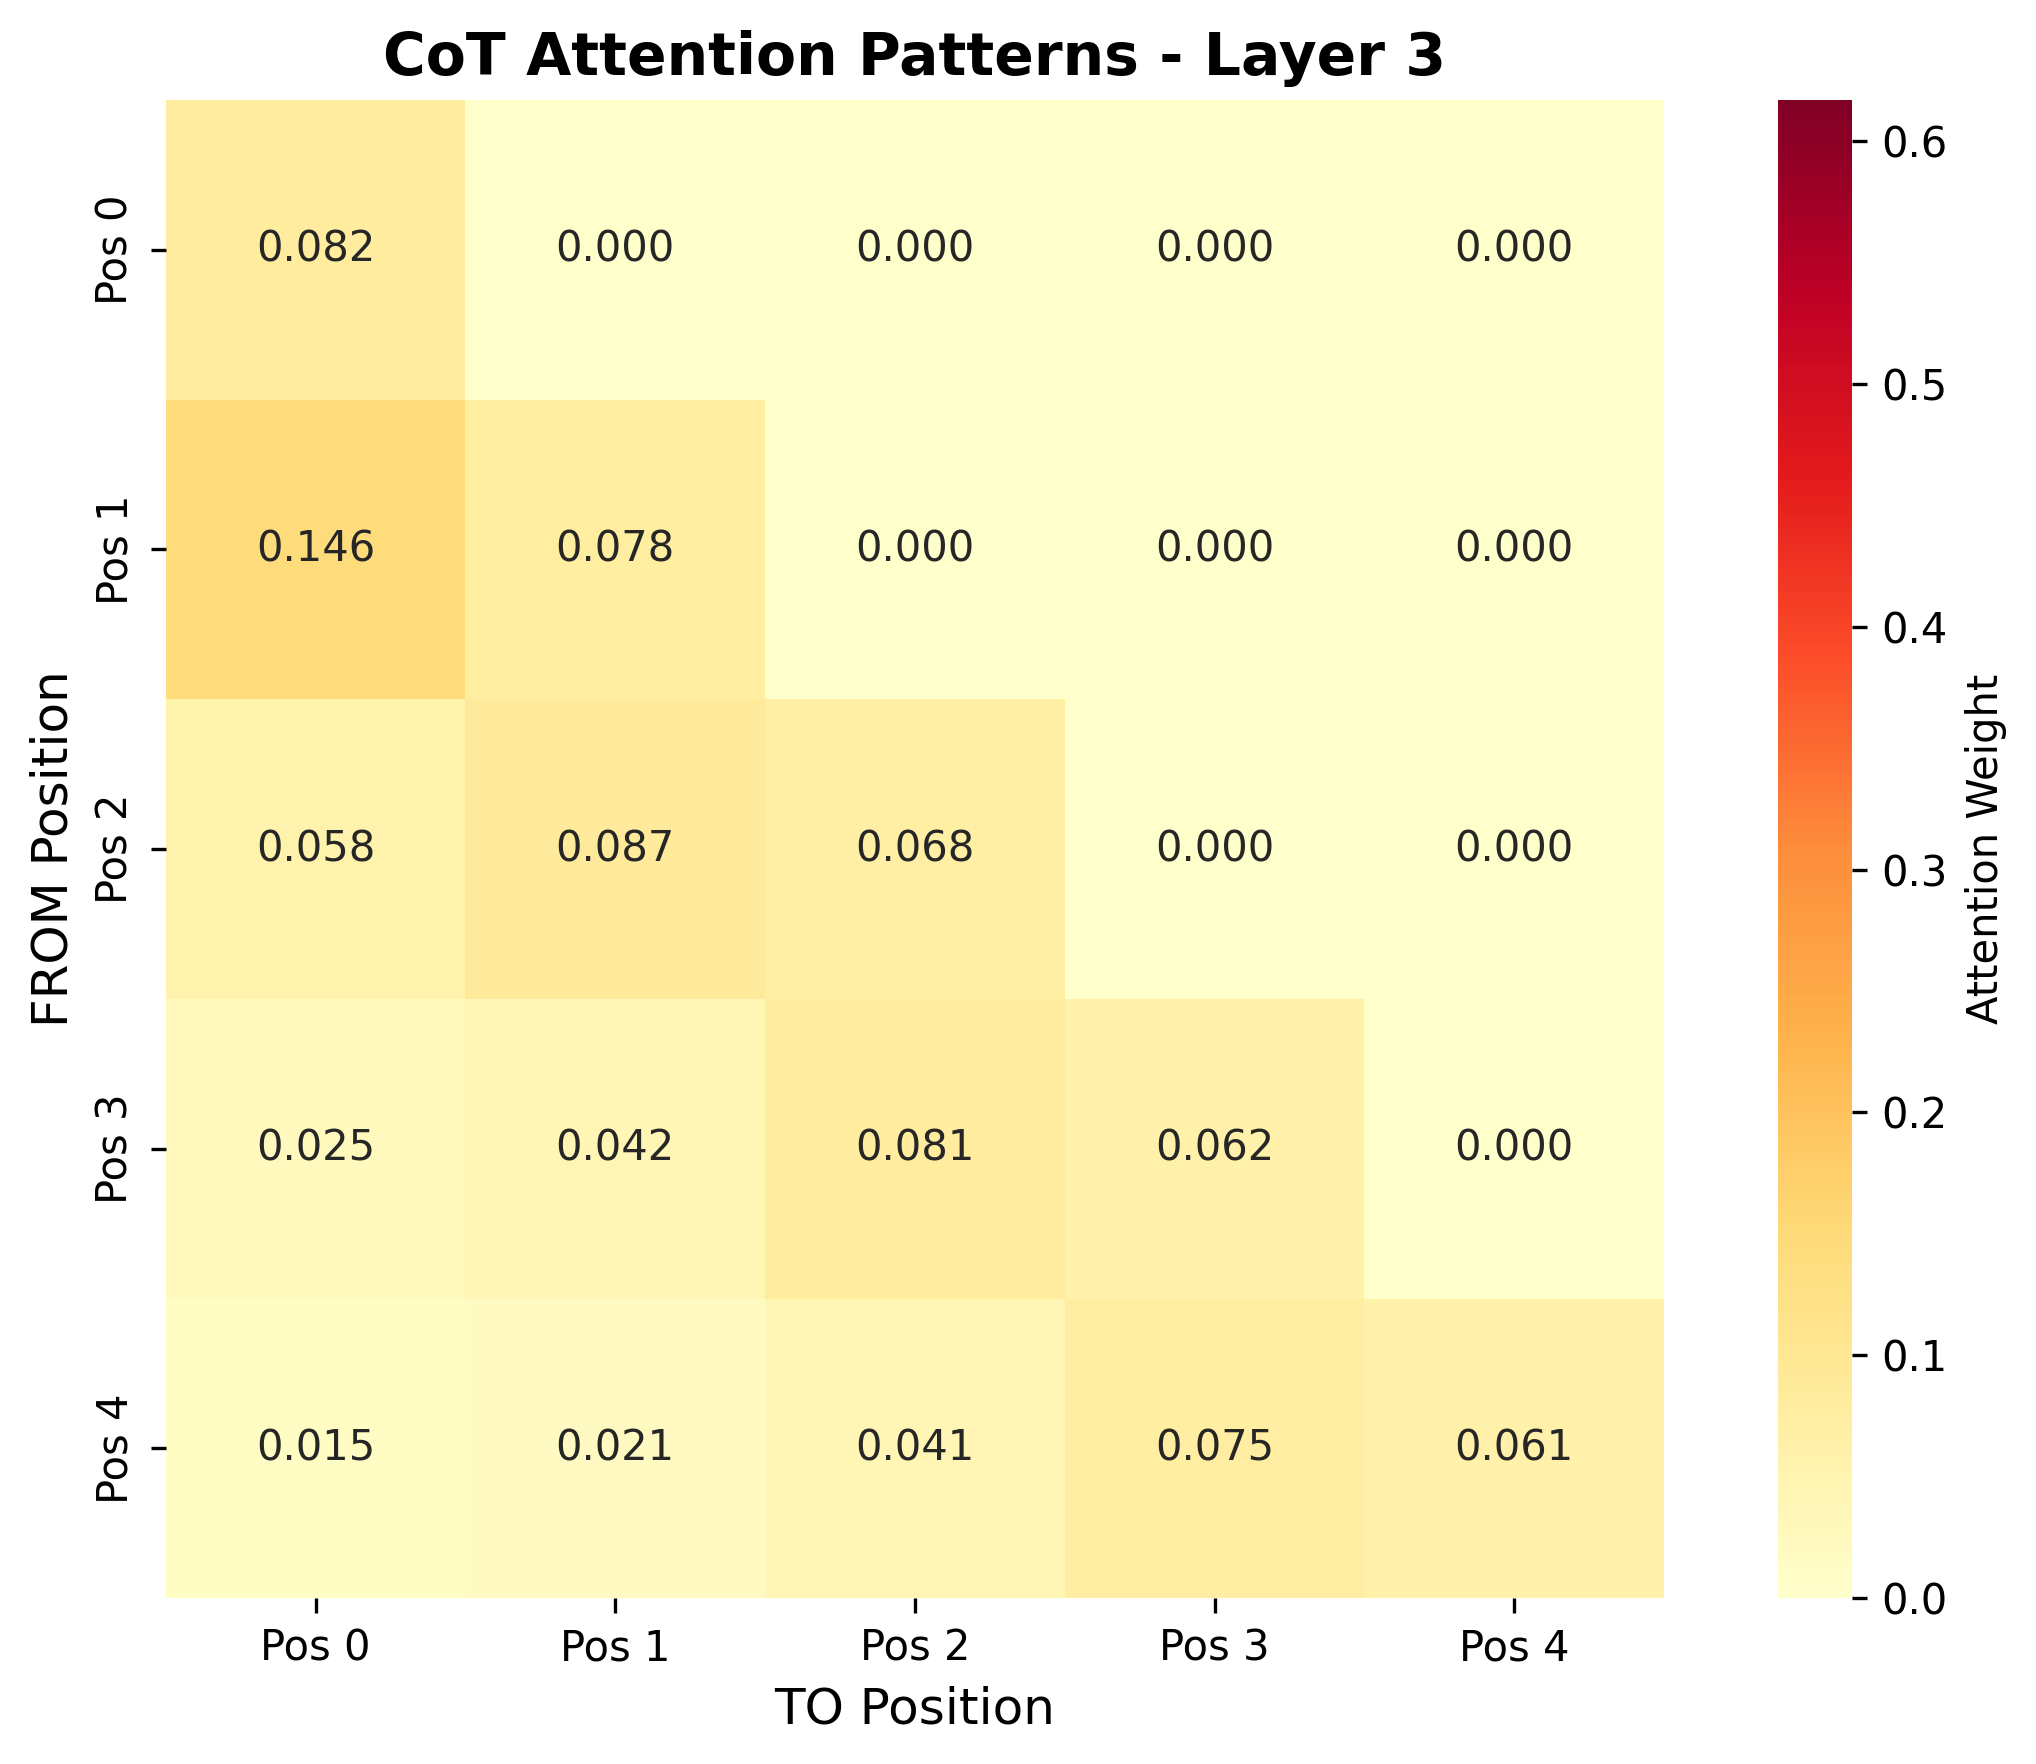 CoT Attention Patterns - Layer 3
FROM Position
Pos 0
0.082 0.000 0.000 0.000 0.000
Pos 1
0.146 0.078 0.000 0.000 0.000
Pos 2
0.058 0.087 0.068 0.000 0.000
Pos 3
0.025 0.042 0.081 0.062 0.000
Pos 4
0.015 0.021 0.041 0.075 0.061
Pos 0 Pos 1 Pos 2 Pos 3 Pos 4
TO Position
0.6
0.5
0.4
0.3
0.2
0.1
0.0
Attention Weight